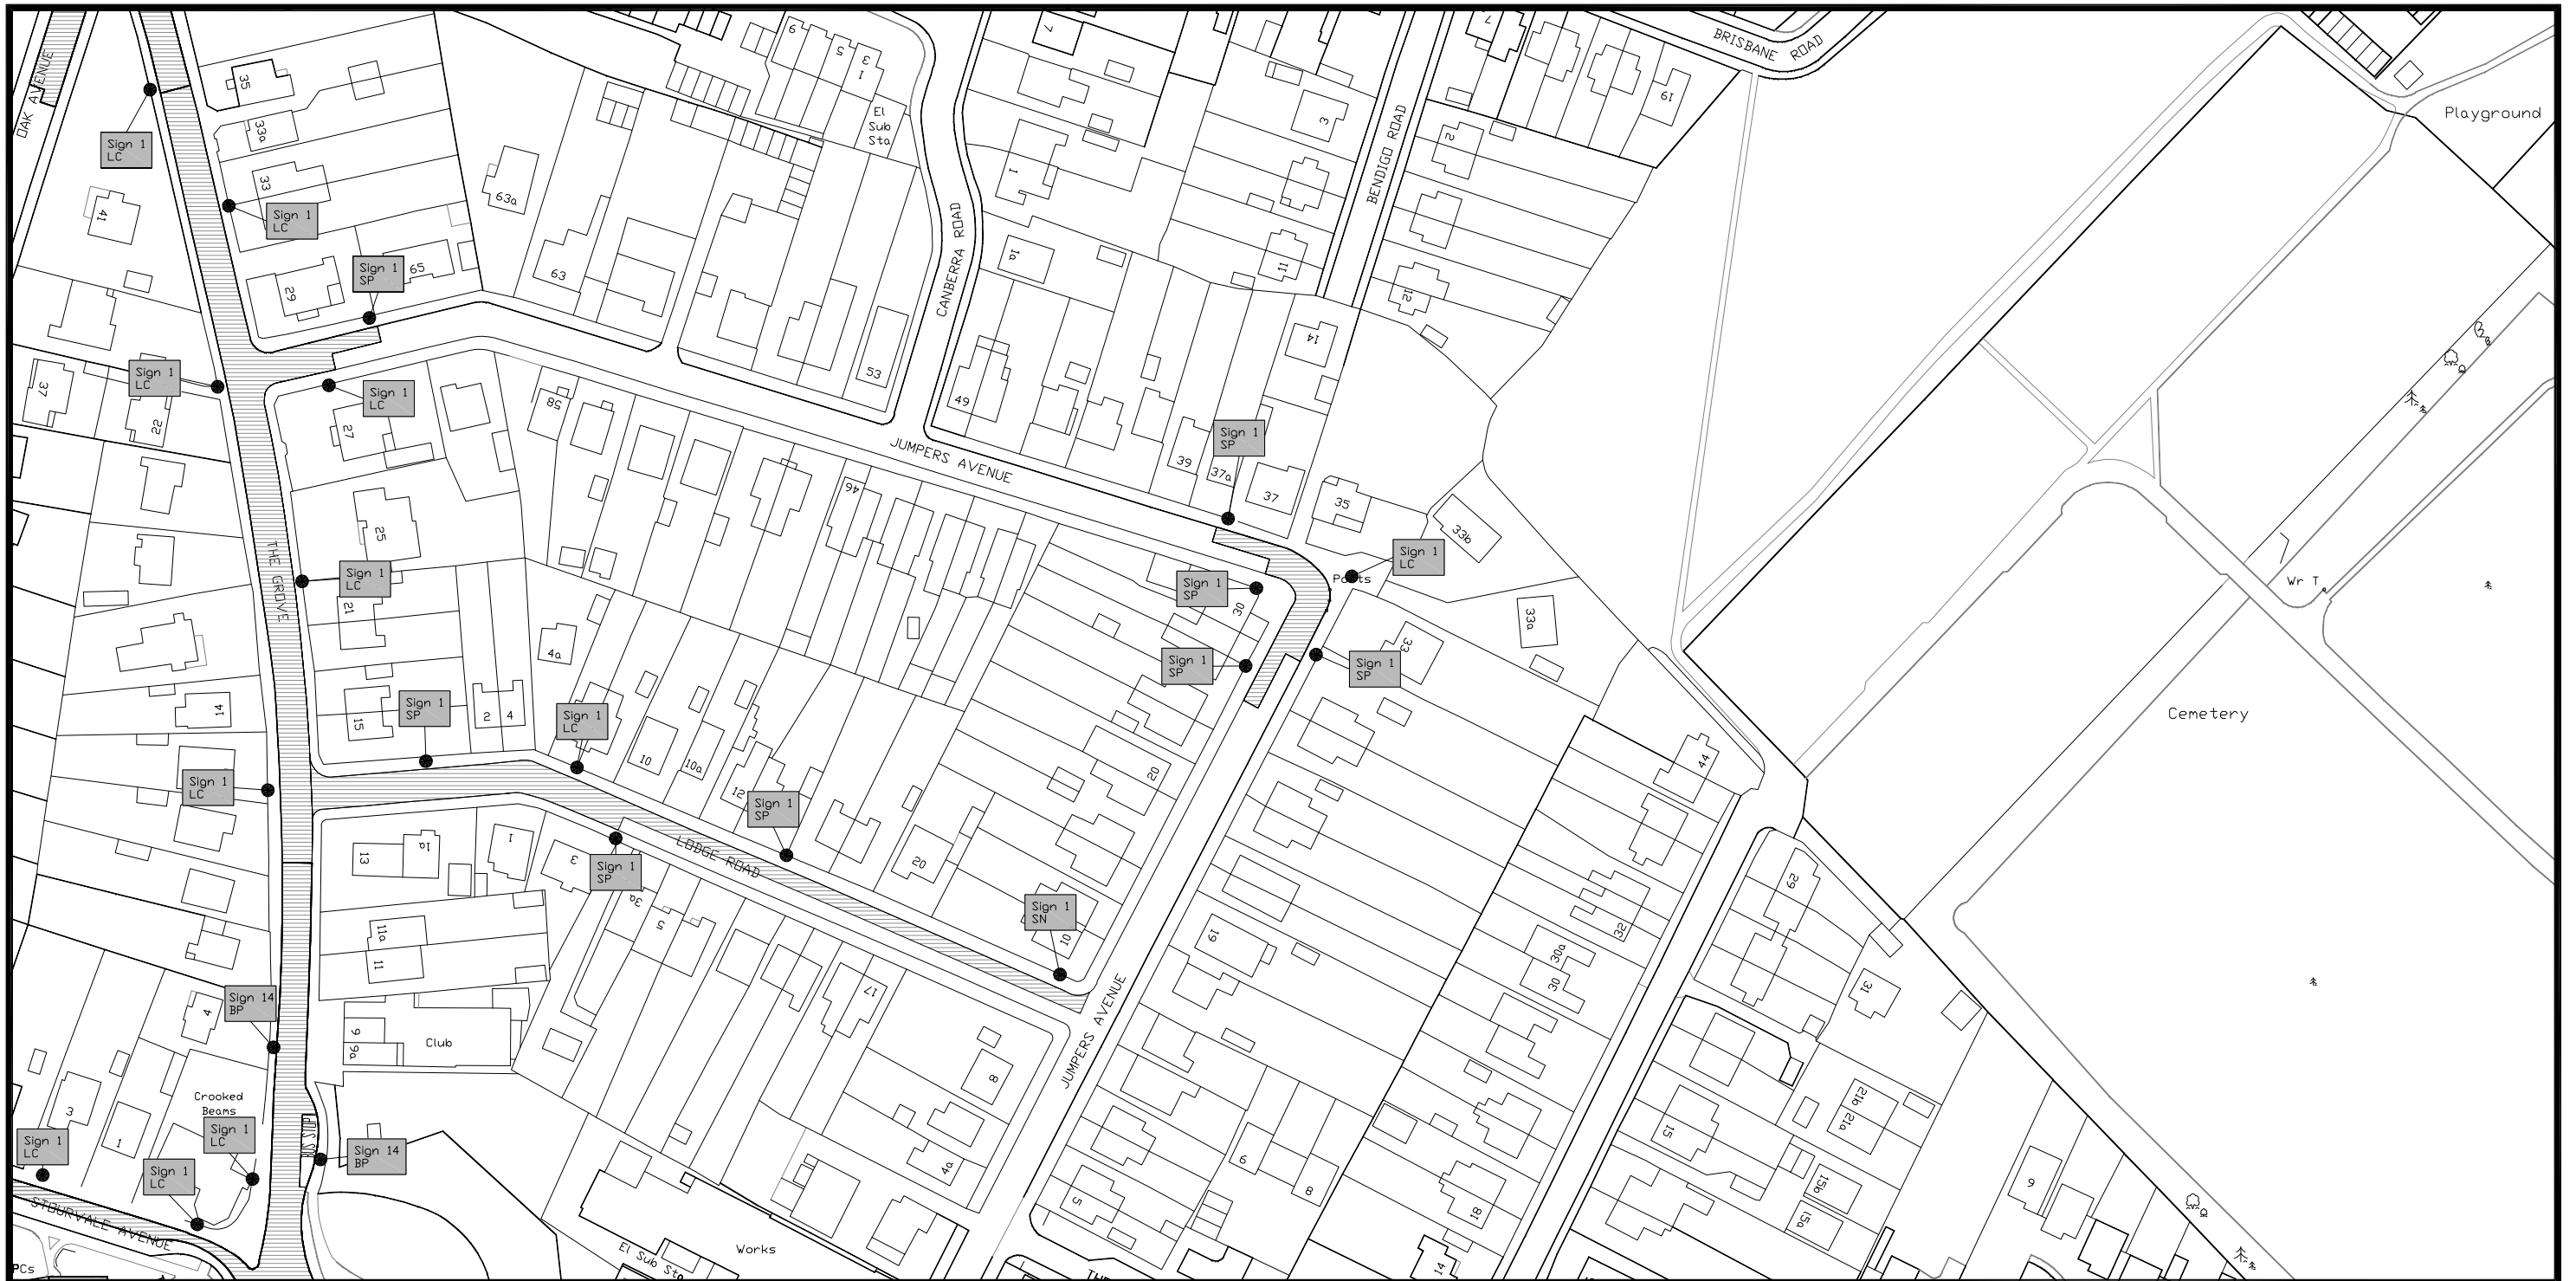 OAK AVENUE
35
33a
33
Sign 1
LC
Sign 1
LC
41
29
65
Sign 1
SP
63a
63
6
5
3
1
El
Sub
Sta
53
CANBERRA ROAD
7
1
1a
49
3
11
14
BENDIGO ROAD
7
19
2
12
BRISBANE ROAD
Playground
37
22
Sign 1
LC
Sign 1
LC
27
25
58
46
JUMPERS AVENUE
39
37a
37
Sign 1
SP
35
33b
Sign 1
LC
Posts
THE GROVE
Sign 1
LC
21
4a
Sign 1
SP
30
Sign 1
SP
Sign 1
SP
33
33a
Wr T
Cemetery
14
15
Sign 1
SP
2
4
Sign 1
LC
10
10a
12
Sign 1
SP
20
20
44
Sign 1
LC
13
1a
1
3
Sign 1
SP
3a
5
LODGE ROAD
Sign 1
SN
10
19
32
30a
30
29
31
11a
11
17
Sign 14
BP
4
9
9a
Club
8
JUMPERS AVENUE
3
1
Crooked
Beams
Sign 1
LC
Sign 1
LC
Sign 1
LC
Sign 14
BP
4a
5
6
8
18
15
21b
21a
15b
15a
9
STOURVALE AVENUE
PCs
El Sub Sta
Works
14